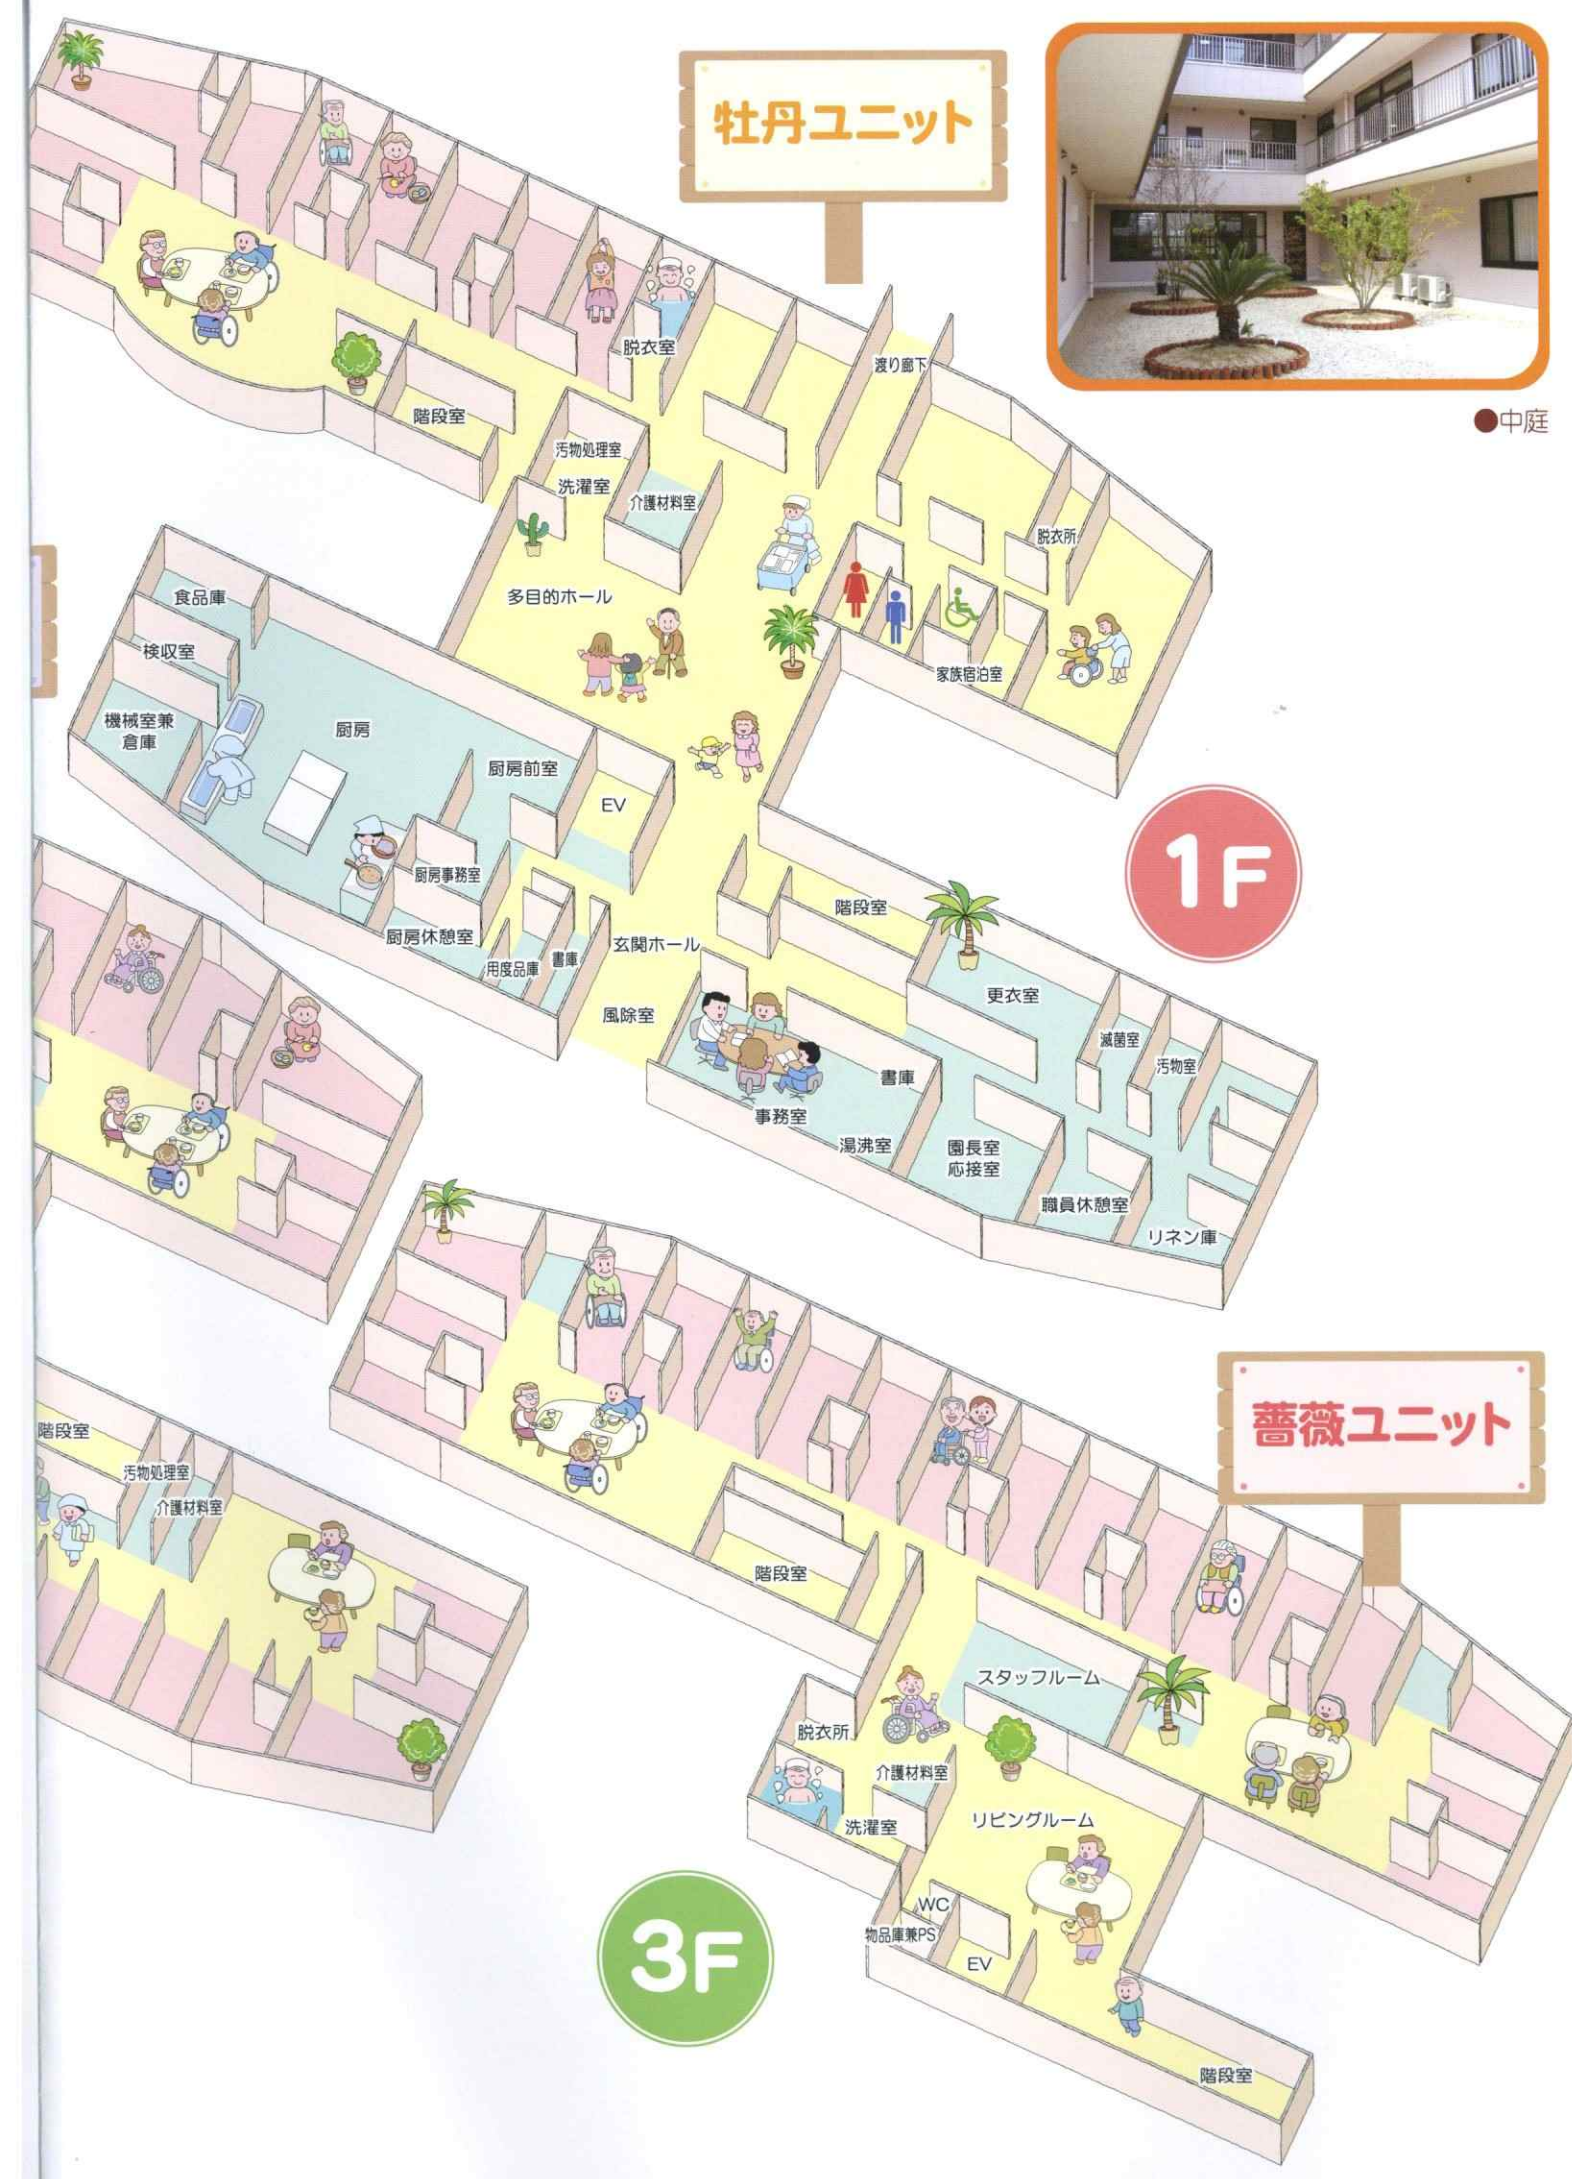 牡丹ユニット
●中庭
脱衣室
渡り廊下
階段室
汚物処理室
洗濯室
介護材料室
脱衣所
多目的ホール
家族宿泊室
食品庫
検収室
機械室兼
倉庫
厨房
厨房前室
EV
厨房事務室
厨房休憩室
用度品庫
書庫
玄関ホール
風除室
階段室
更衣室
滅菌室
汚物室
書庫
事務室
湯沸室
園長室
応接室
職員休憩室
リネン庫
1F
薔薇ユニット
階段室
汚物処理室
介護材料室
階段室
スタッフルーム
脱衣所
介護材料室
洗濯室
リビングルーム
WC
物品庫兼PS
EV
階段室
3F